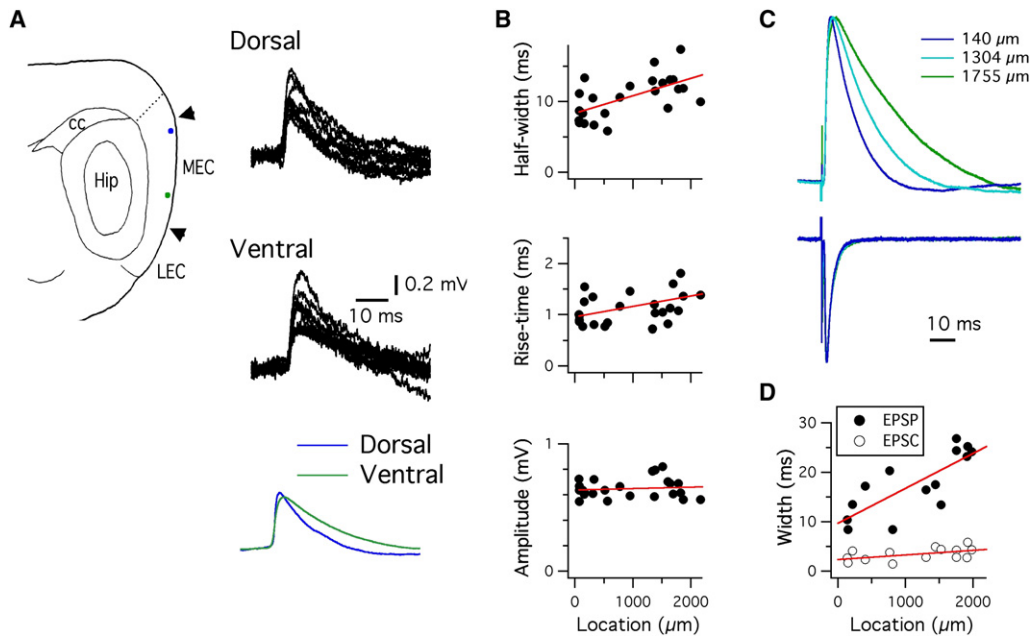 A
Dorsal
cc
Hip
MEC
LEC
Ventral
0.2 mV
10 ms
Dorsal
Ventral
B
Half-width (ms)
10
0
Rise-time (ms)
2
1
0
Amplitude (mV)
1
0
0
1000
2000
Location (µm)
C
140 µm
1304 µm
1755 µm
10 ms
D
EPSP
EPSC
Width (ms)
30
20
10
0
0
1000
2000
Location (µm)